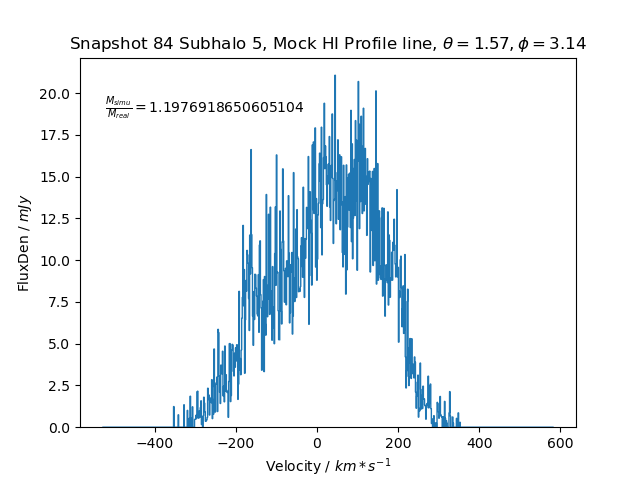 Snapshot 84 Subhalo 5, Mock HI Profile line, θ = 1.57, ϕ = 3.14
M_simu/M_real = 1.1976918650605104
FluxDen / mJy
20.0
17.5
15.0
12.5
10.0
7.5
5.0
2.5
0.0
−400 −200 0 200 400 600
Velocity / km * s⁻¹